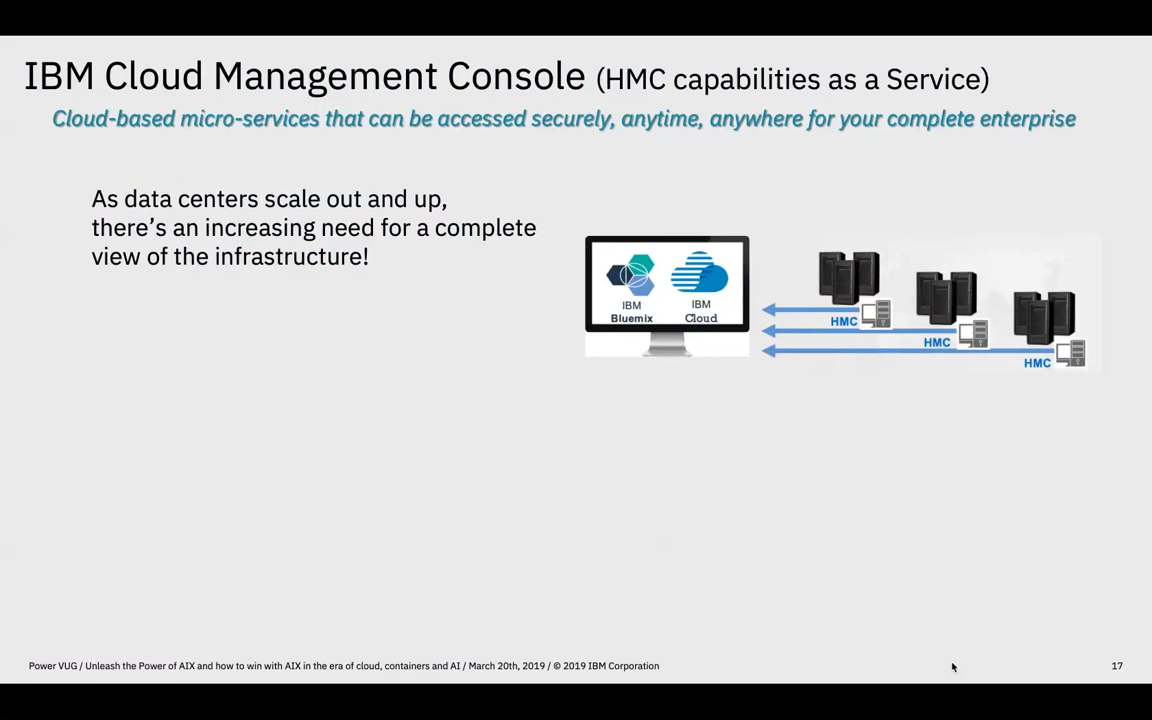 IBM Cloud Management Console (HMC capabilities as a Service)
Cloud-based micro-services that can be accessed securely, anytime, anywhere for your complete enterprise
As data centers scale out and up,
there’s an increasing need for a complete
view of the infrastructure!
IBM
Bluemix
IBM
Cloud
HMC
HMC
HMC
Power VUG / Unleash the Power of AIX and how to win with AIX in the era of cloud, containers and AI / March 20th, 2019 / © 2019 IBM Corporation
17